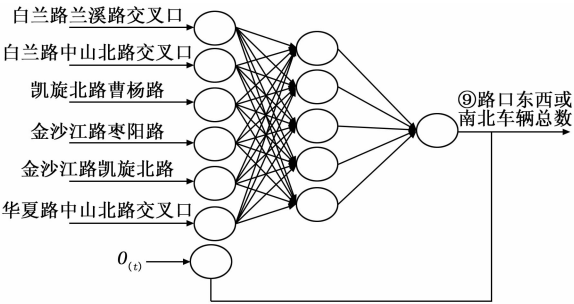 白兰路兰溪路交叉口
白兰路中山北路交叉口
凯旋北路曹杨路
金沙江路枣阳路
金沙江路凯旋北路
华夏路中山北路交叉口
O(t)
⑨路口东西或
南北车辆总数